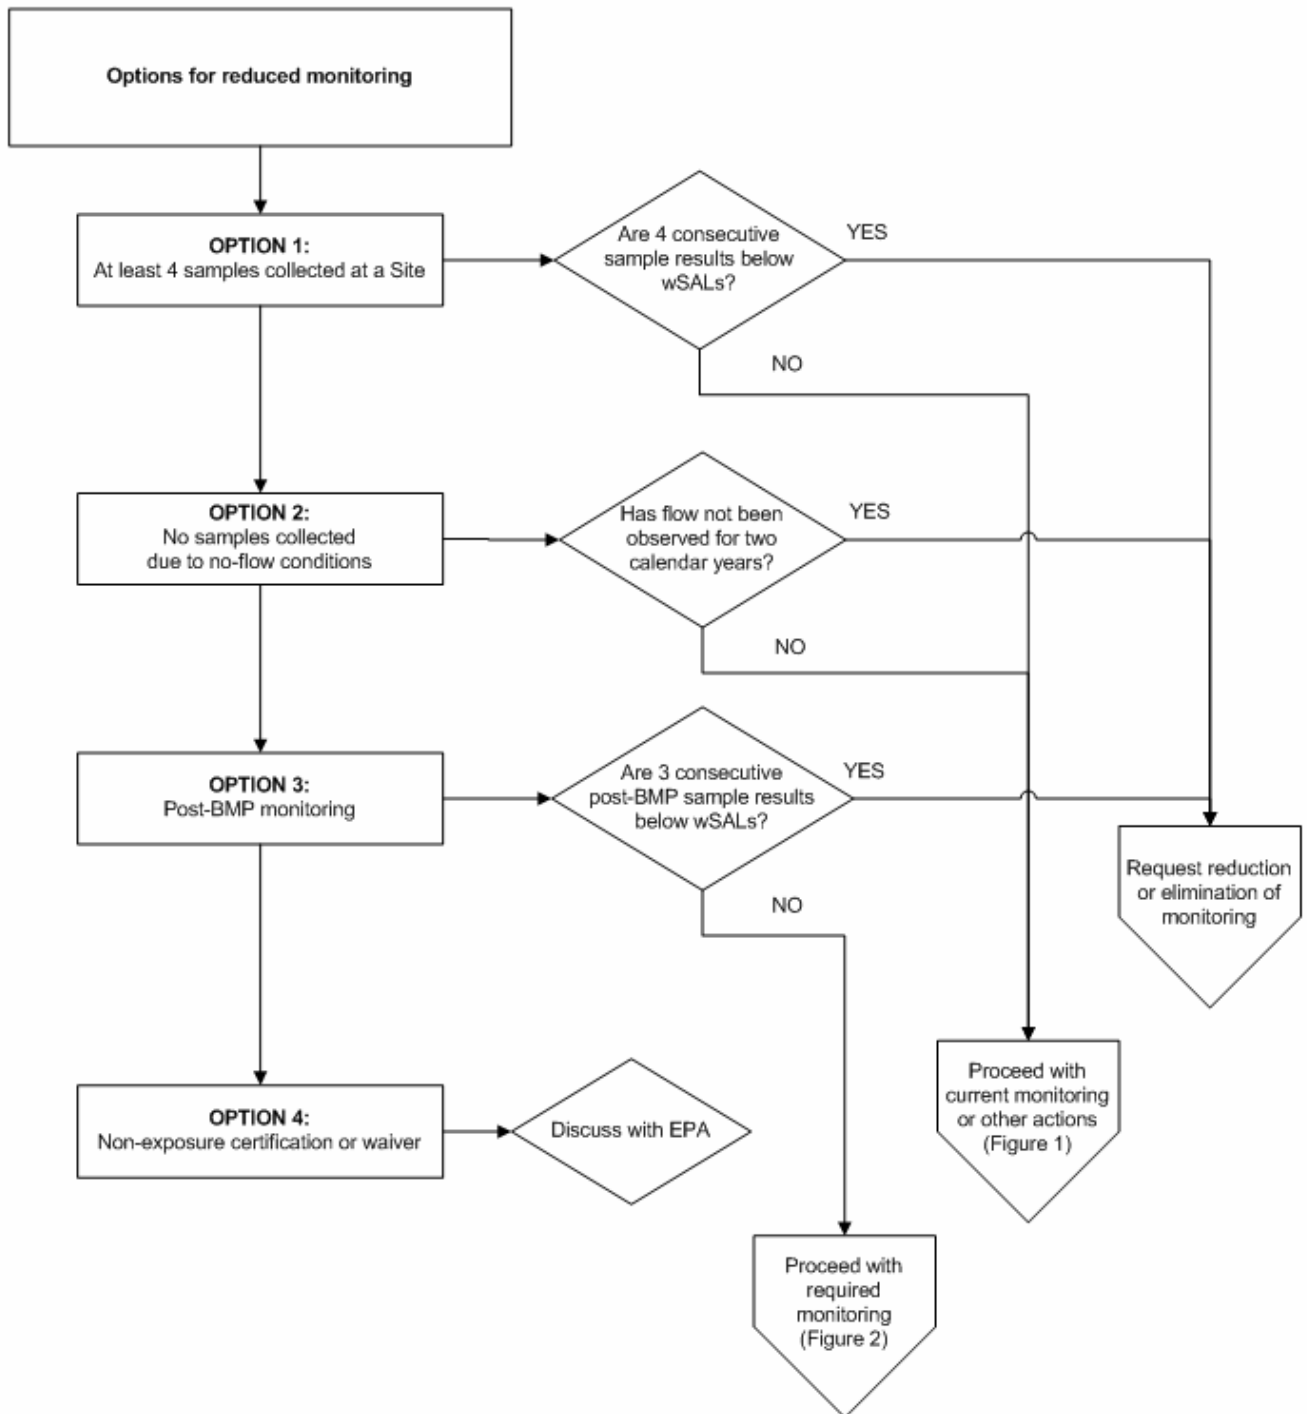 Options for reduced monitoring
OPTION 1:
At least 4 samples collected at a Site
Are 4 consecutive
sample results below
wSALs?
YES
NO
OPTION 2:
No samples collected
due to no-flow conditions
Has flow not been
observed for two
calendar years?
YES
NO
OPTION 3:
Post-BMP monitoring
Are 3 consecutive
post-BMP sample results
below wSALs?
YES
NO
Request reduction
or elimination of
monitoring
OPTION 4:
Non-exposure certification or waiver
Discuss with EPA
Proceed with
current monitoring
or other actions
(Figure 1)
Proceed with
required
monitoring
(Figure 2)